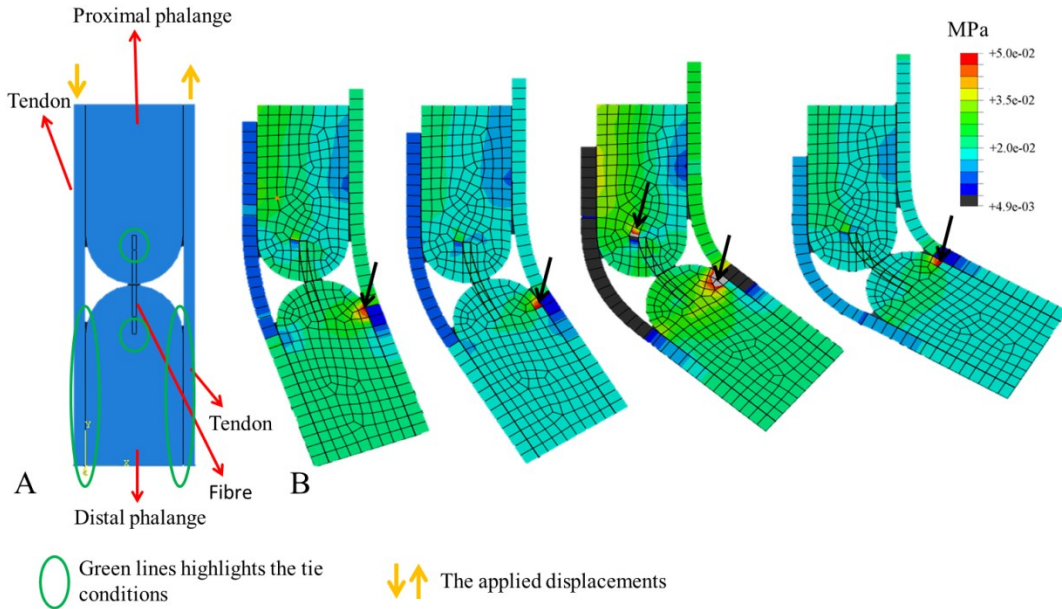 Proximal phalange
MPa
+5.0e-02
+3.5e-02
+2.0e-02
+4.9e-03
Tendon
Y
X
Tendon
A
Fibre
B
Distal phalange
Green lines highlights the tie
conditions
The applied displacements